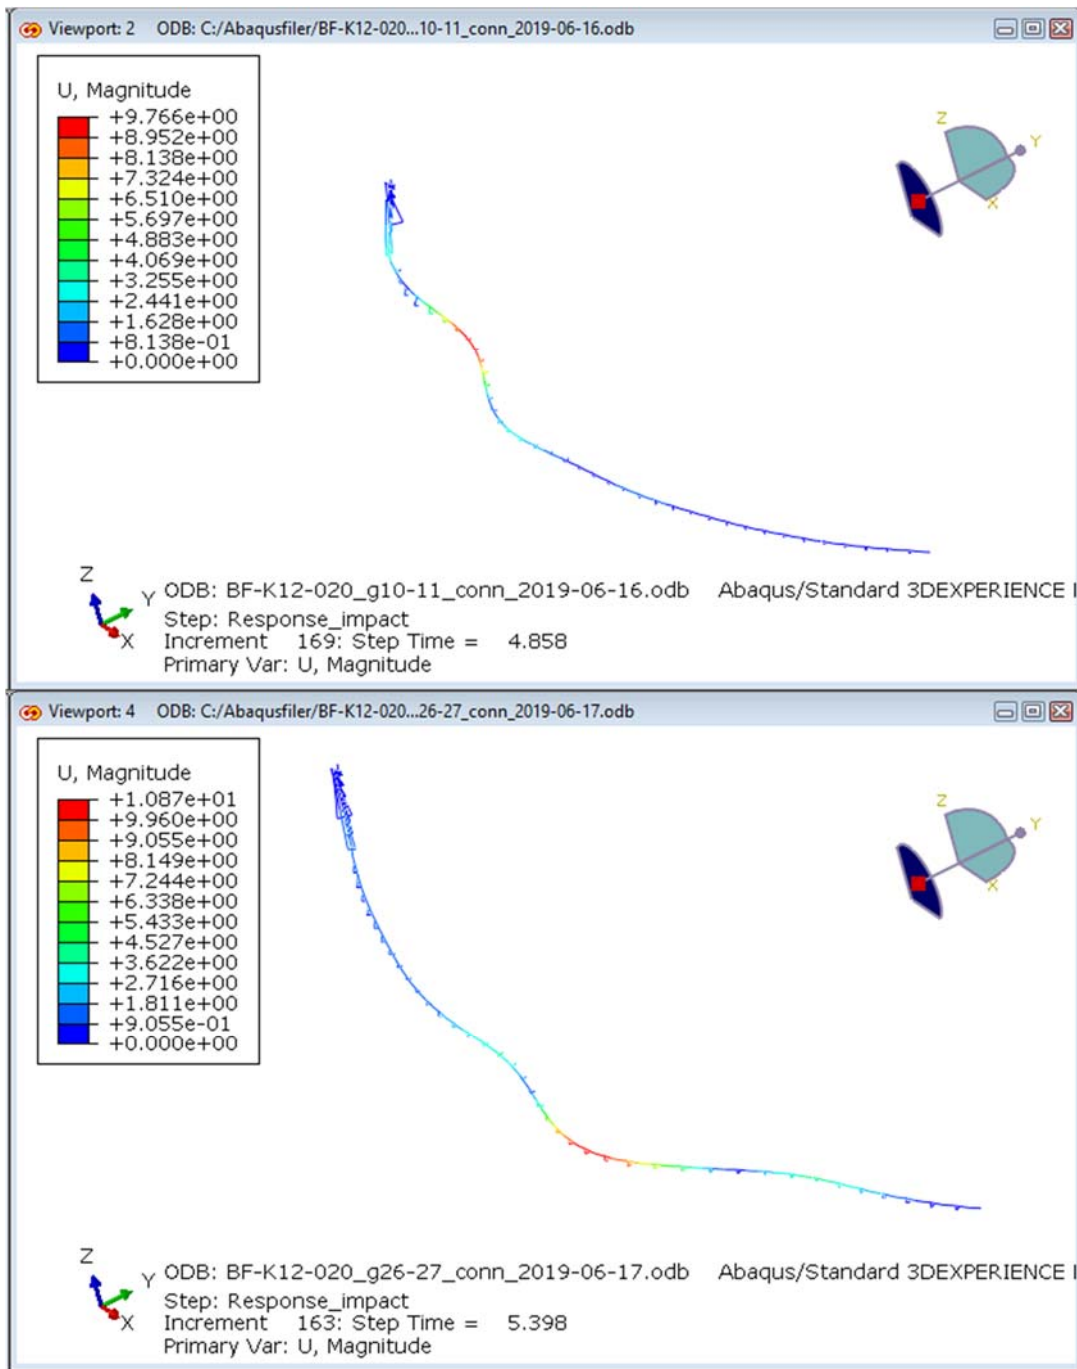 Viewport: 2 ODB: C:/Abaqusfiler/BF-K12-020...10-11_conn_2019-06-16.odb
U, Magnitude
+9.766e+00
+8.952e+00
+8.138e+00
+7.324e+00
+6.510e+00
+5.697e+00
+4.883e+00
+4.069e+00
+3.255e+00
+2.441e+00
+1.628e+00
+8.138e-01
+0.000e+00
Z
Y
X
Z
Y
X
ODB: BF-K12-020_g10-11_conn_2019-06-16.odb Abaqus/Standard 3DEXPERIENCE
Step: Response_impact
Increment 169: Step Time = 4.858
Primary Var: U, Magnitude
Viewport: 4 ODB: C:/Abaqusfiler/BF-K12-020...26-27_conn_2019-06-17.odb
U, Magnitude
+1.087e+01
+9.960e+00
+9.055e+00
+8.149e+00
+7.244e+00
+6.338e+00
+5.433e+00
+4.527e+00
+3.622e+00
+2.716e+00
+1.811e+00
+9.055e-01
+0.000e+00
Z
Y
X
Z
Y
X
ODB: BF-K12-020_g26-27_conn_2019-06-17.odb Abaqus/Standard 3DEXPERIENCE
Step: Response_impact
Increment 163: Step Time = 5.398
Primary Var: U, Magnitude